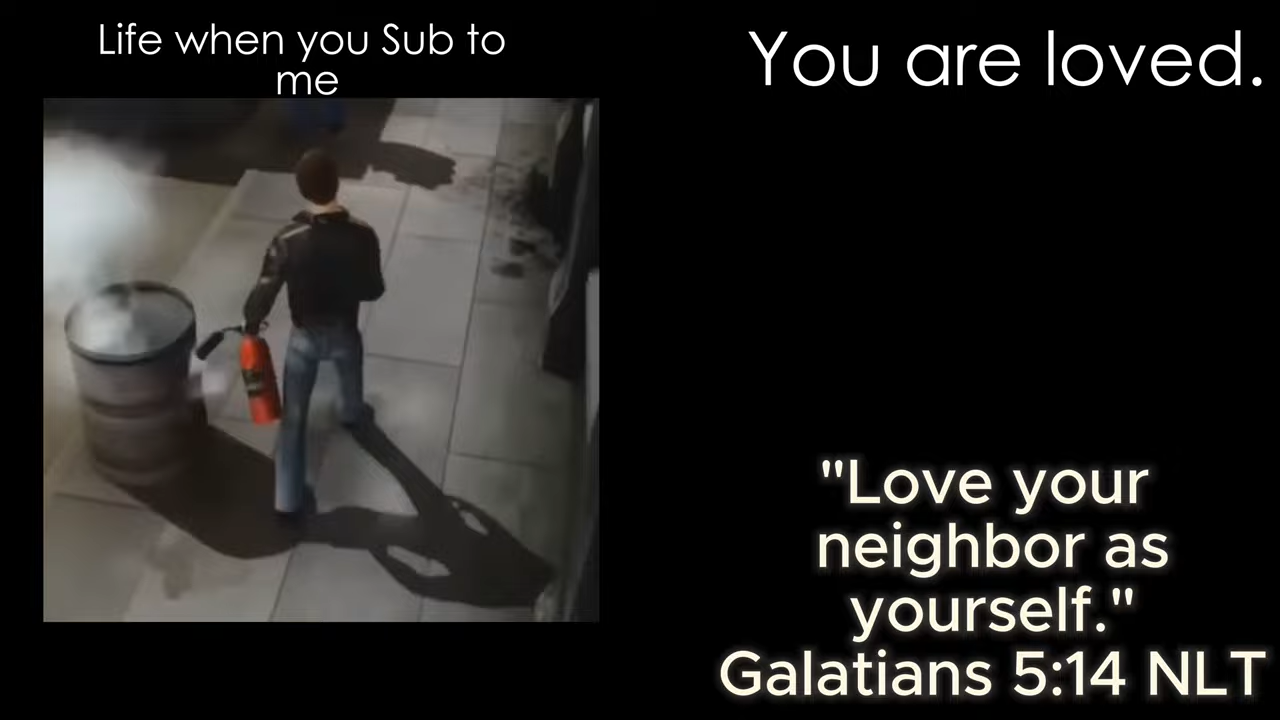 Life when you Sub to
me
You are loved.
"Love your
neighbor as
yourself."
Galatians 5:14 NLT